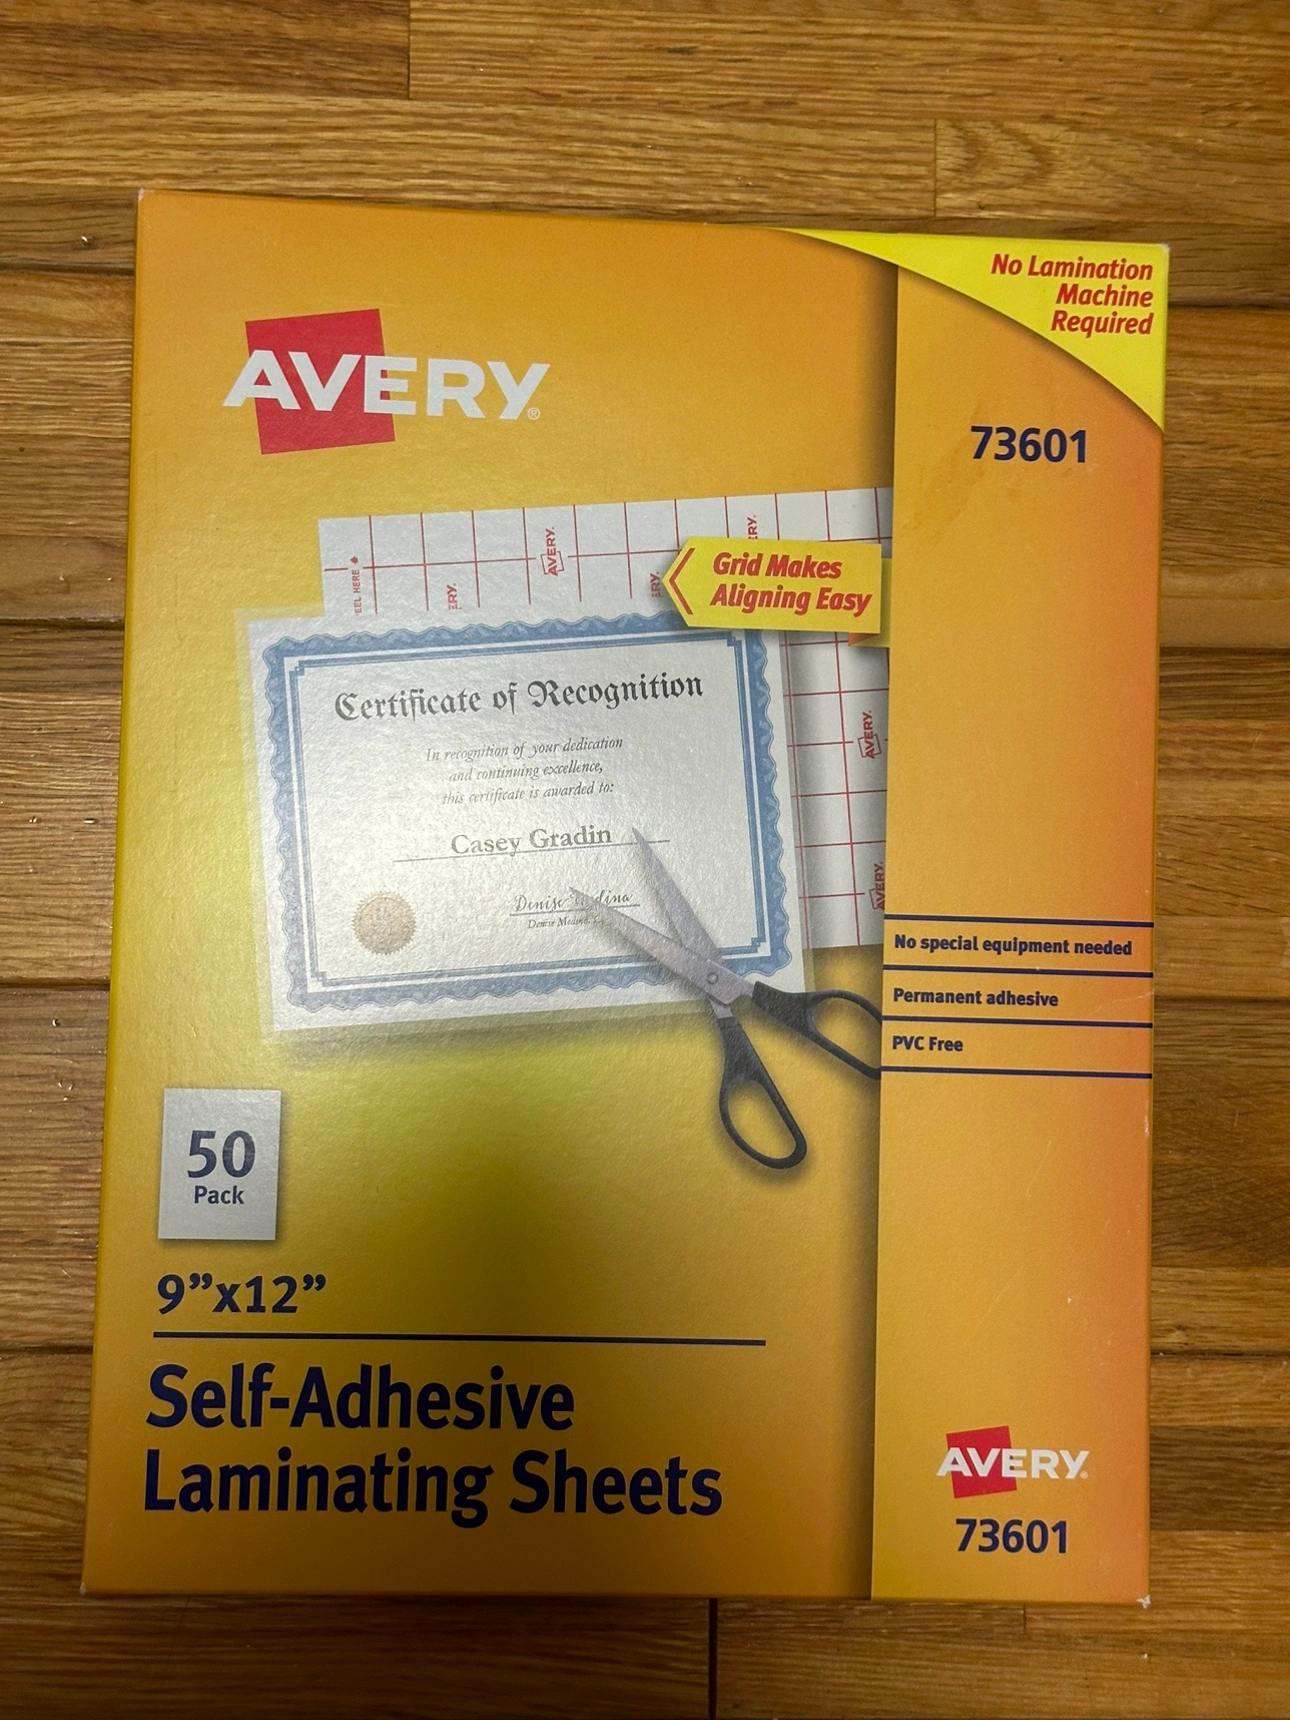 No Lamination
Machine
Required
AVERY®
73601
Grid Makes
Aligning Easy
AVERY
AVERY
Certificate of Recognition
In recognition of your dedication
and continuing excellence,
this certificate is awarded to:
Casey Gradin
AVERY
No special equipment needed
Permanent adhesive
PVC Free
50
Pack
9”x12”
Self-Adhesive
Laminating Sheets
AVERY
73601